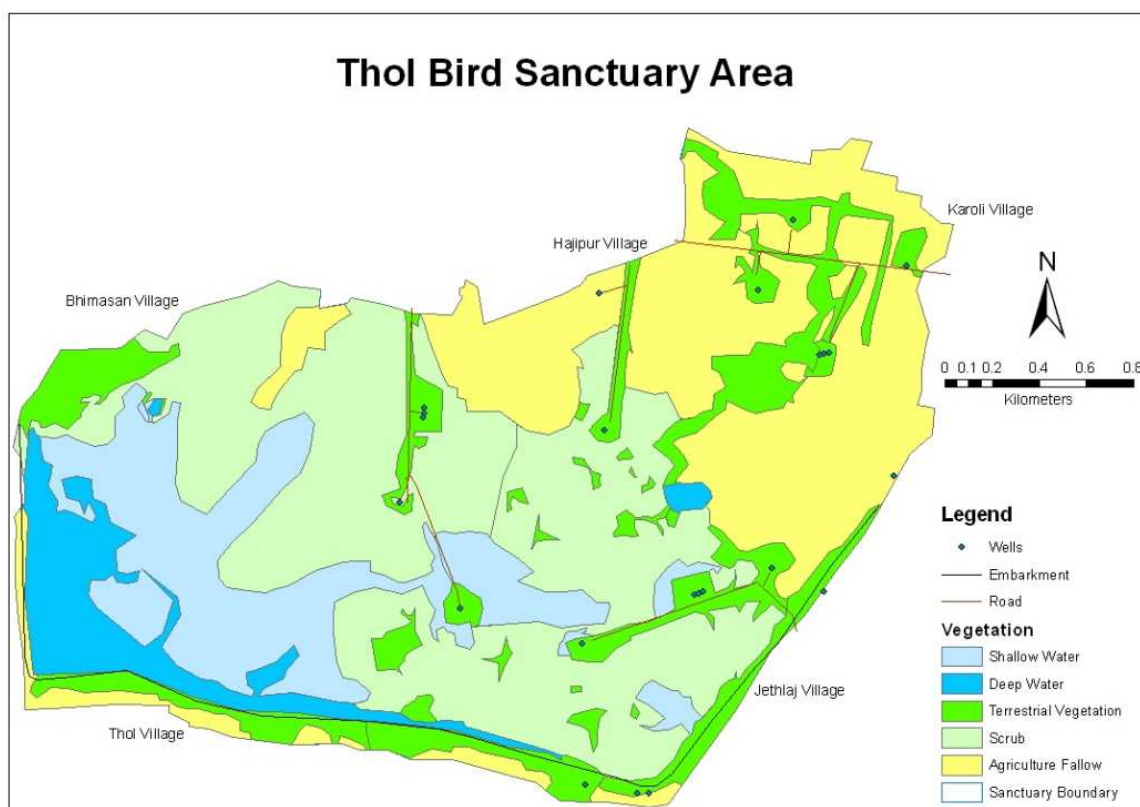 Thol Bird Sanctuary Area
Karoli Village
Hajipur Village
Bhimasan Village
N
0 0.1 0.2 0.4 0.6 0.8
Kilometers
Legend
Wells
Embarkment
Road
Vegetation
Shallow Water
Deep Water
Terrestrial Vegetation
Scrub
Agriculture Fallow
Sanctuary Boundary
Jethlaj Village
Thol Village